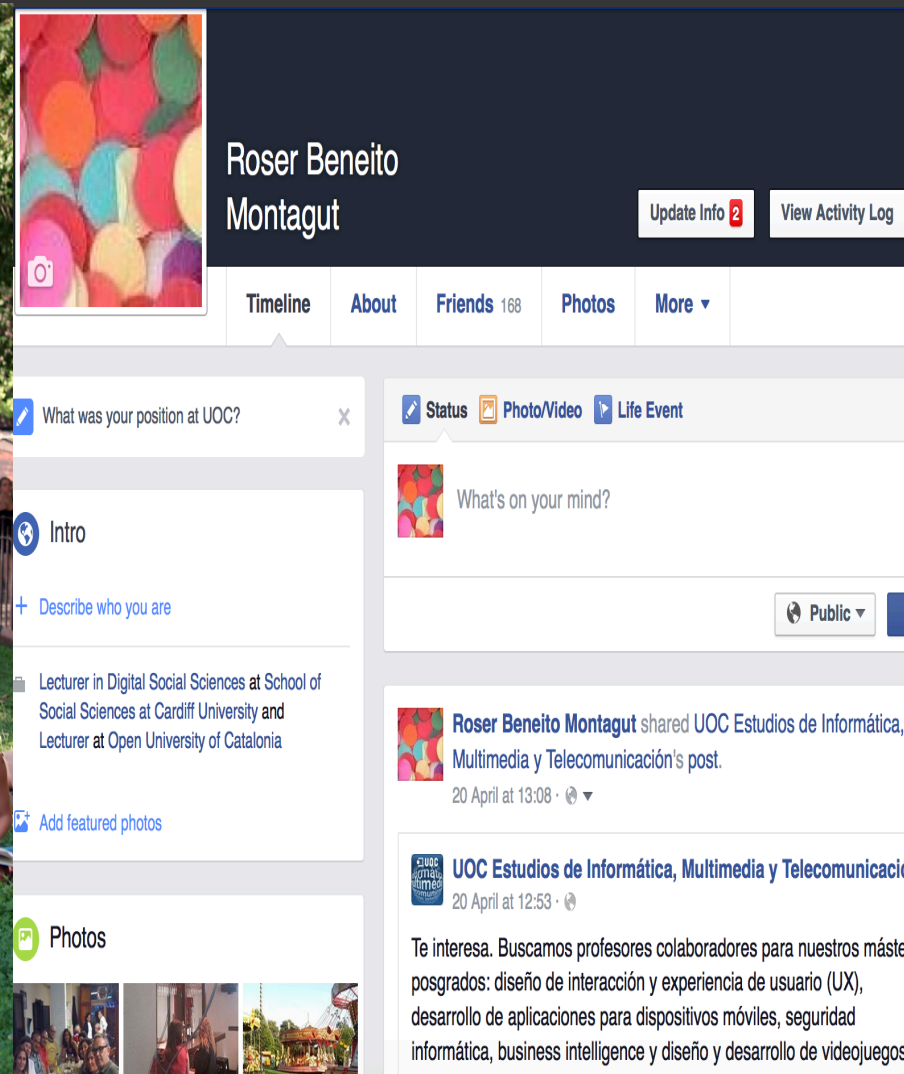 Roser Beneito
Montagut
Update Info 2
View Activity Log
Timeline
About
Friends 168
Photos
More
What was your position at UOC?
Intro
Describe who you are
Lecturer in Digital Social Sciences at School of
Social Sciences at Cardiff University and
Lecturer at Open University of Catalonia
Add featured photos
Photos
Status
Photo/Video
Life Event
What's on your mind?
Public
Roser Beneito Montagut shared UOC Estudios de Informática,
Multimedia y Telecomunicación's post.
20 April at 13:08 ·
UOC
UOC Estudios de Informática, Multimedia y Telecomunicació
20 April at 12:53 ·
Te interesa. Buscamos profesores colaboradores para nuestros máste
posgrados: diseño de interacción y experiencia de usuario (UX),
desarrollo de aplicaciones para dispositivos móviles, seguridad
informática, business intelligence y diseño y desarrollo de videojuegos